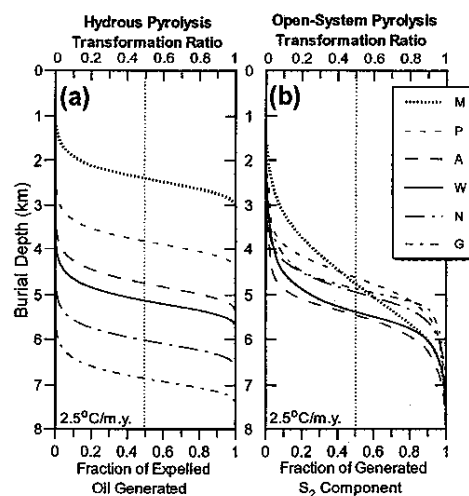 Hydrous Pyrolysis
Transformation Ratio
0 0.2 0.4 0.6 0.8 1
Open-System Pyrolysis
Transformation Ratio
0 0.2 0.4 0.6 0.8 1
(a)
(b)
M
P
A
W
N
G
Burial Depth (km)
0
1
2
3
4
5
6
7
8
2.5°C/m.y.
2.5°C/m.y.
0 0.2 0.4 0.6 0.8 1
Fraction of Expelled
Oil Generated
0 0.2 0.4 0.6 0.8 1
Fraction of Generated
S2 Component